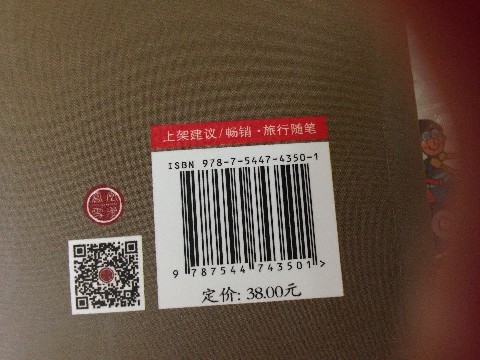 上架建议/畅销·旅行随笔
ISBN 978-7-5447-4350-1
9 787544 743501 >
定价: 38.00元